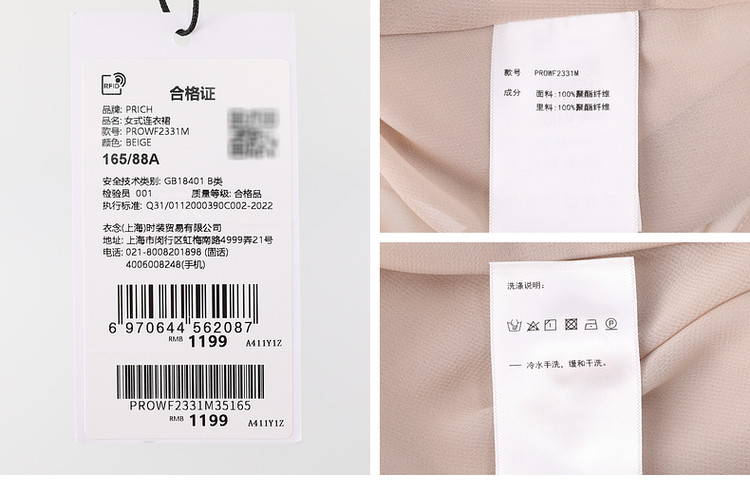 RFID
合格证
品牌: PRICH
品名: 女式连衣裙
款号: PROWF2331M
颜色: BEIGE
165/88A
安全技术类别: GB18401 B类
检验员 001 质量等级: 合格品
执行标准: Q31/0112000390C002-2022
衣念(上海)时装贸易有限公司
地址: 上海市闵行区虹梅南路4999弄21号
电话: 021-8008201898 (固话)
4006008248(手机)
6 970644 562087
RMB 1199 A411Y1Z
PROWF2331M35165
RMB 1199 A411Y1Z
款号 PROWF2331M
成分 面料:100%聚酯纤维
里料:100%聚酯纤维
洗涤说明:
— 冷水手洗, 缓和干洗。